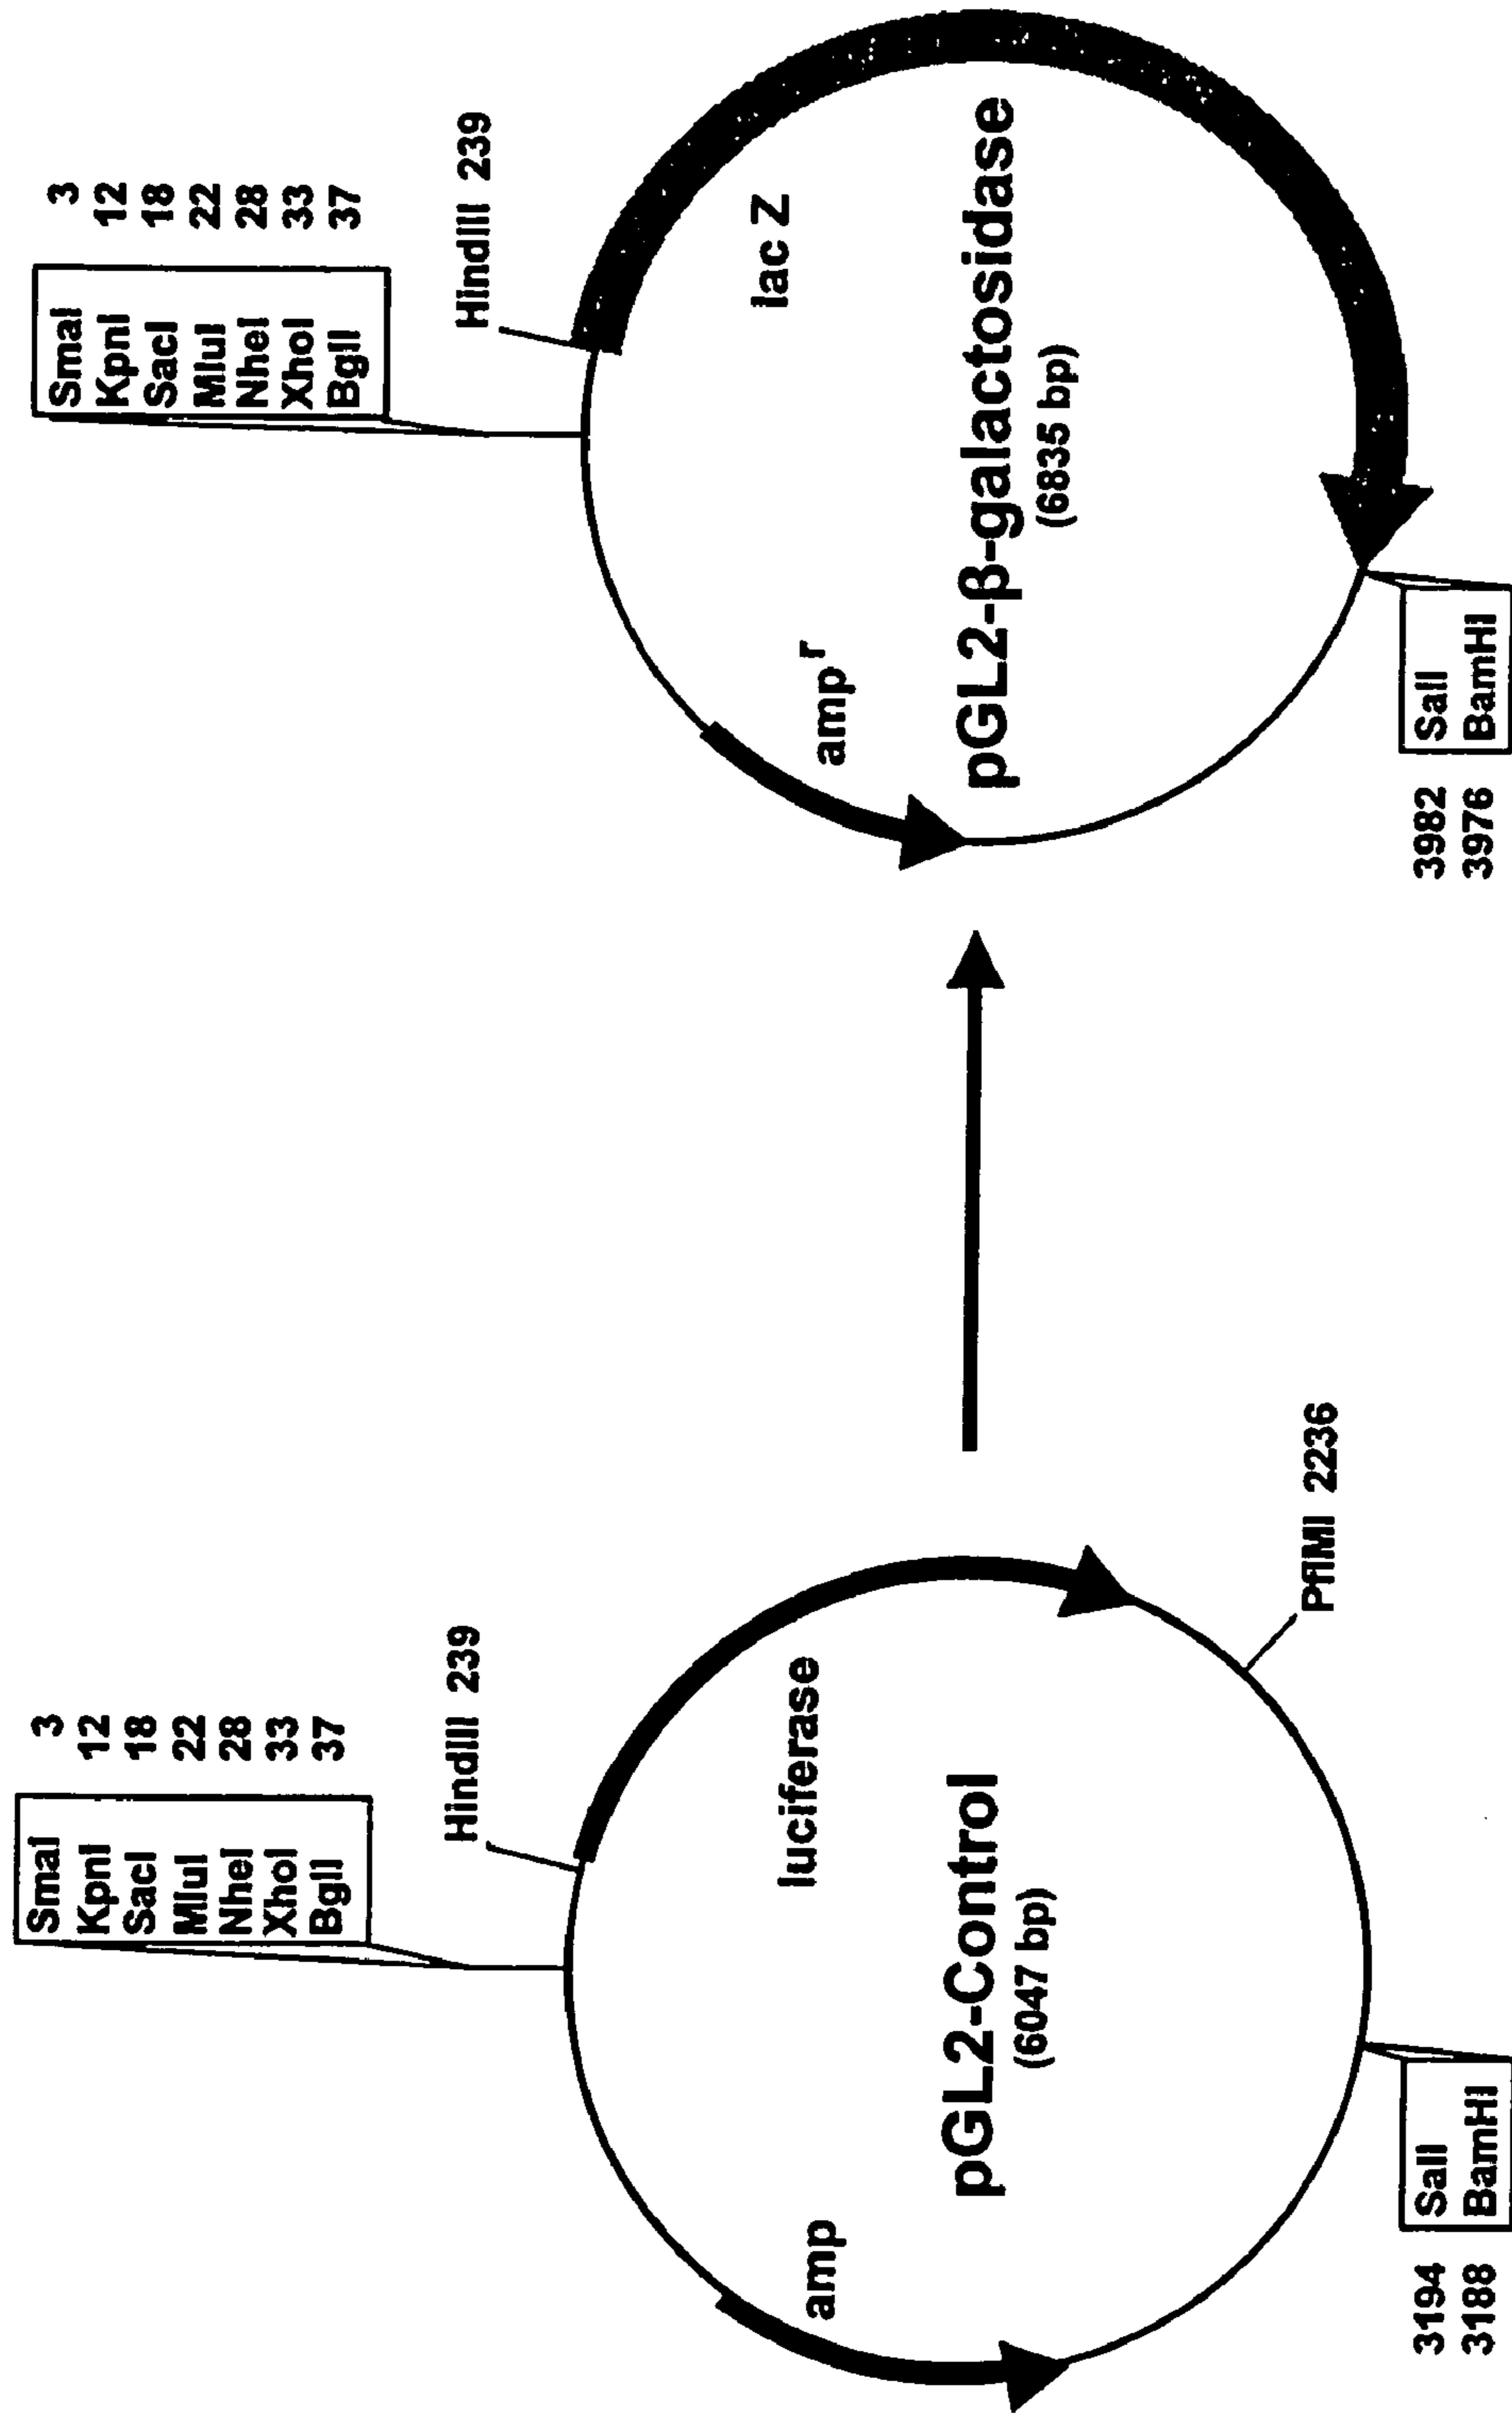 SmaI 3
KpnI 12
SacI 18
MluI 22
NheI 28
XhoI 33
BglII 37
HindIII 239
luciferase
amp
pGL2-Control
(6047 bp)
PflMI 2236
3194 SalI
3188 BamHI
SmaI 3
KpnI 12
SacI 18
MluI 22
NheI 28
XhoI 33
BglII 37
HindIII 239
lac Z
amp^r
pGL2-β-galactosidase
(6835 bp)
3982 SalI
3976 BamHI